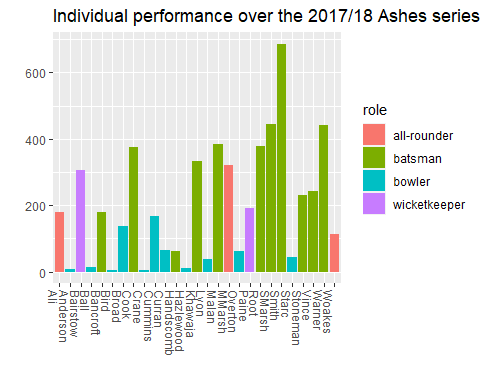 Individual performance over the 2017/18 Ashes series
600
400
200
0
Ali
Anderson
Bairstow
Ball
Bancroft
Bird
Broad
Cook
Crane
Cummins
Curran
Handscomb
Hazlewood
Khawaja
Lyon
Malan
MMarsh
Overton
Paine
Root
SMarsh
Smith
Starc
Stoneman
Vince
Warner
Woakes
role
all-rounder
batsman
bowler
wicketkeeper